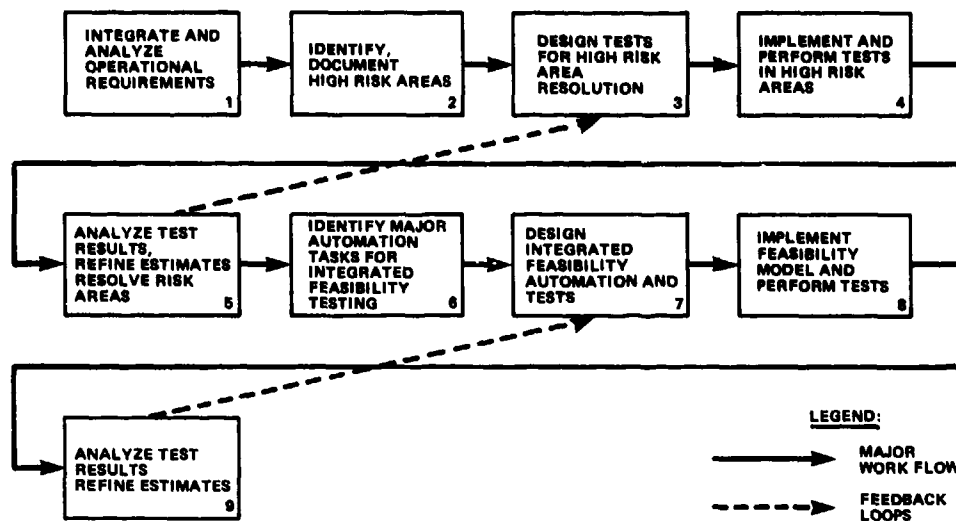 INTEGRATE AND
ANALYZE
OPERATIONAL
REQUIREMENTS
1
IDENTIFY,
DOCUMENT
HIGH RISK AREAS
2
DESIGN TESTS
FOR HIGH RISK
AREA
RESOLUTION
3
IMPLEMENT AND
PERFORM TESTS
IN HIGH RISK
AREAS
4
ANALYZE TEST
RESULTS,
REFINE ESTIMATES
RESOLVE RISK
AREAS
5
IDENTIFY MAJOR
AUTOMATION
TASKS FOR
INTEGRATED
FEASIBILITY
TESTING
6
DESIGN
INTEGRATED
FEASIBILITY
AUTOMATION AND
TESTS
7
IMPLEMENT
FEASIBILITY
MODEL AND
PERFORM TESTS
8
ANALYZE TEST
RESULTS
REFINE ESTIMATES
9
LEGEND:
MAJOR
WORK FLOW
FEEDBACK
LOOPS